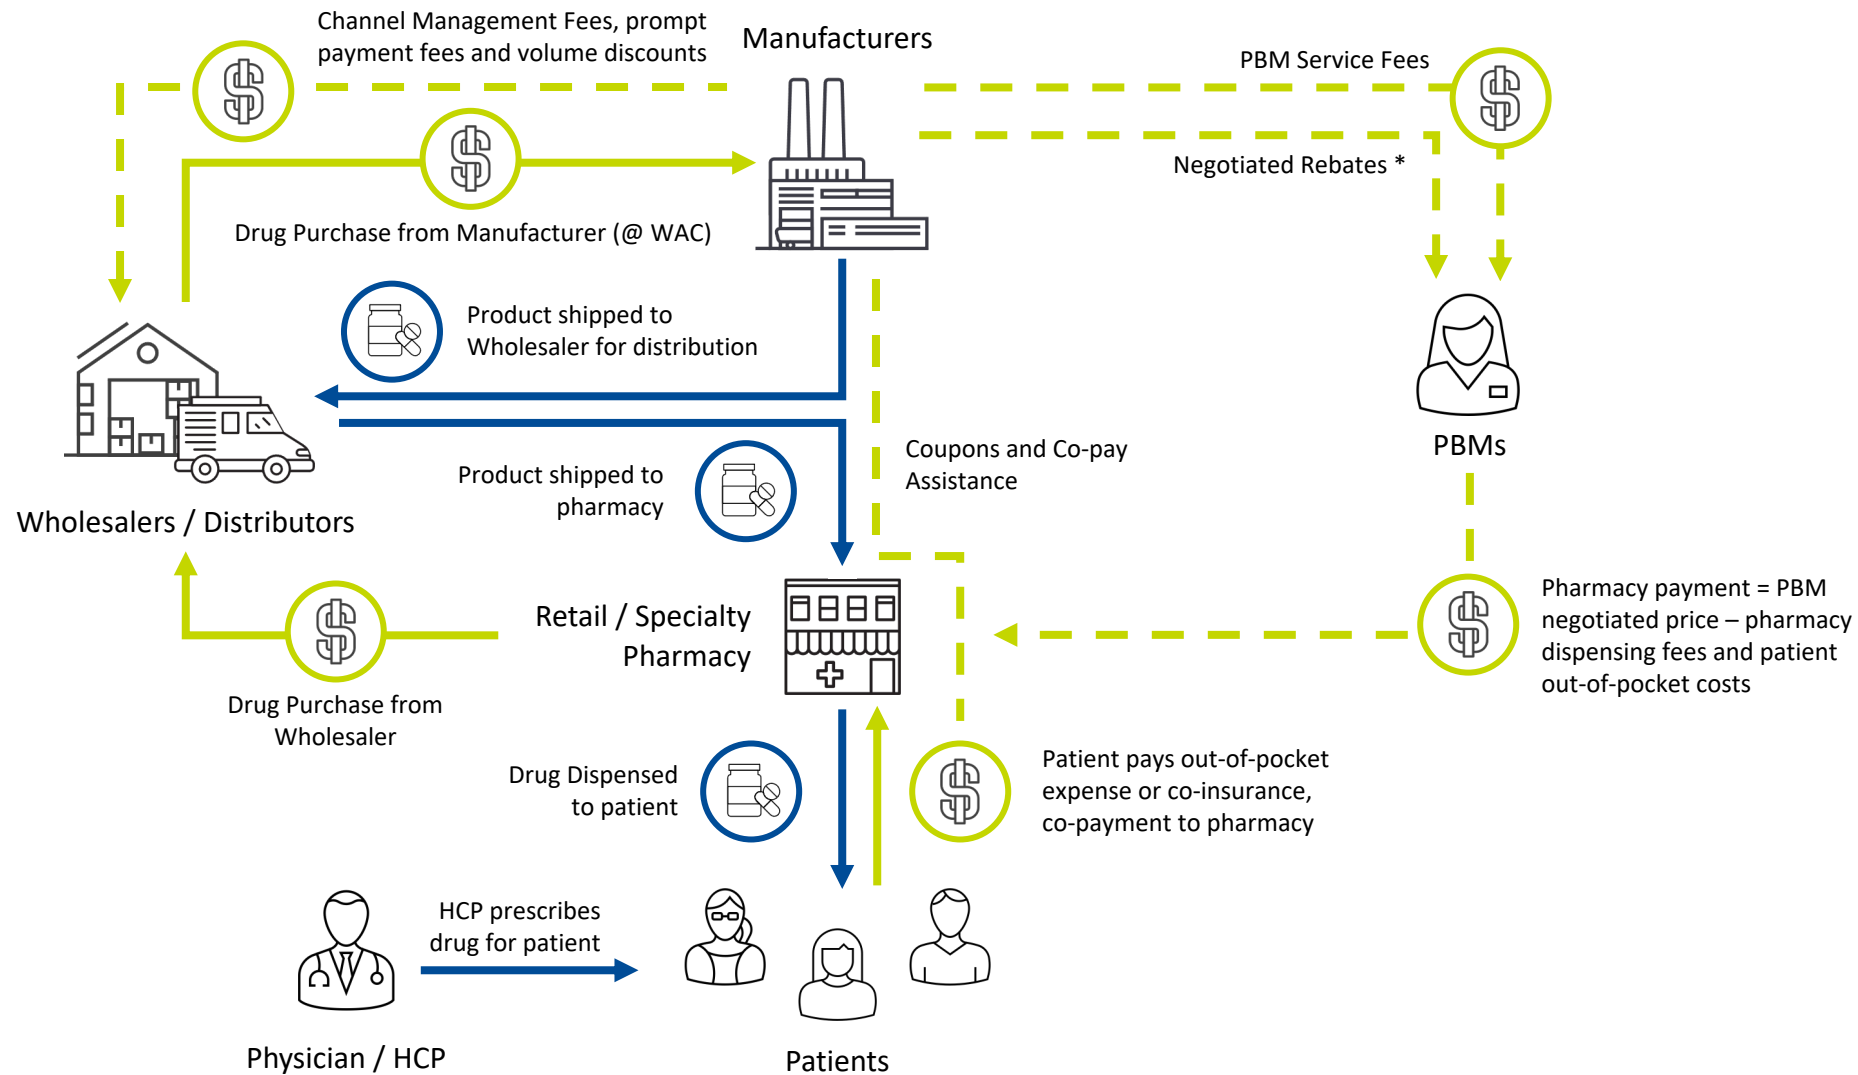 Channel Management Fees, prompt
payment fees and volume discounts
Manufacturers
PBM Service Fees
Negotiated Rebates *
Drug Purchase from Manufacturer (@ WAC)
Product shipped to
Wholesaler for distribution
Coupons and Co-pay
Assistance
PBMs
Product shipped to
pharmacy
Wholesalers / Distributors
Retail / Specialty
Pharmacy
Pharmacy payment = PBM
negotiated price – pharmacy
dispensing fees and patient
out-of-pocket costs
Drug Purchase from
Wholesaler
Drug Dispensed
to patient
Patient pays out-of-pocket
expense or co-insurance,
co-payment to pharmacy
HCP prescribes
drug for patient
Physician / HCP
Patients